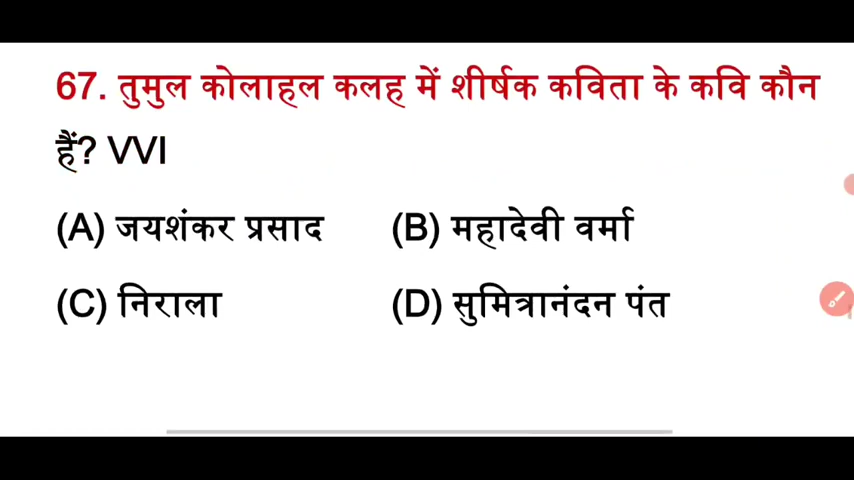 67. तुमुल कोलाहल कलह में शीर्षक कविता के कवि कौन
हैं? VVI
(A) जयशंकर प्रसाद (B) महादेवी वर्मा
(C) निराला (D) सुमित्रानंदन पंत